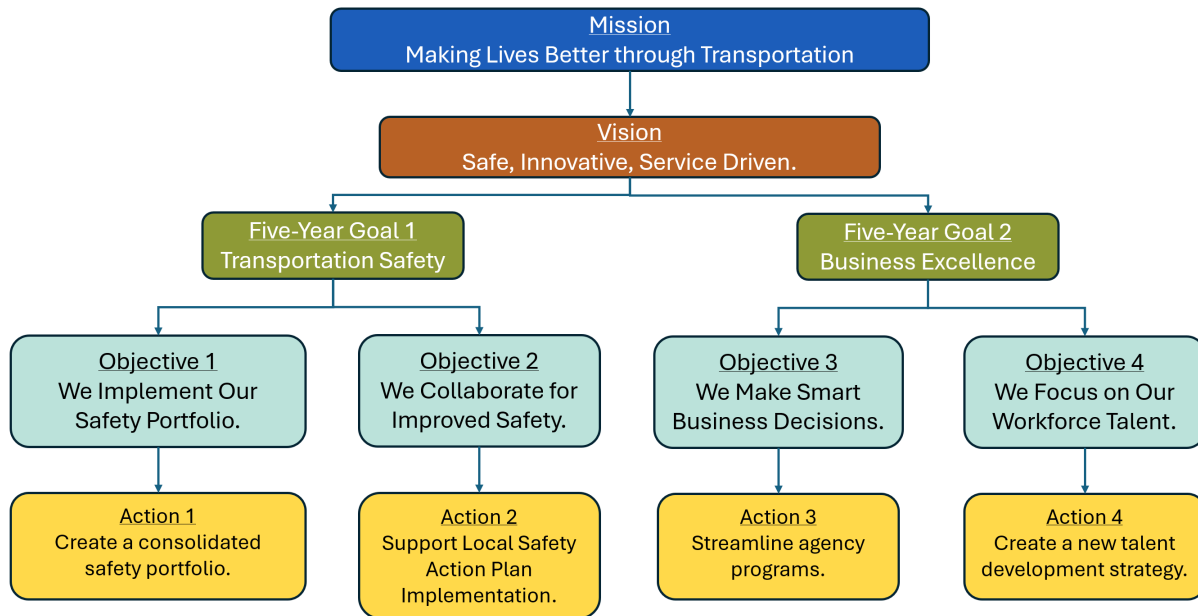 Mission
Making Lives Better through Transportation
Vision
Safe, Innovative, Service Driven.
Five-Year Goal 1
Transportation Safety
Five-Year Goal 2
Business Excellence
Objective 1
We Implement Our
Safety Portfolio.
Objective 2
We Collaborate for
Improved Safety.
Objective 3
We Make Smart
Business Decisions.
Objective 4
We Focus on Our
Workforce Talent.
Action 1
Create a consolidated
safety portfolio.
Action 2
Support Local Safety
Action Plan
Implementation.
Action 3
Streamline agency
programs.
Action 4
Create a new talent
development strategy.